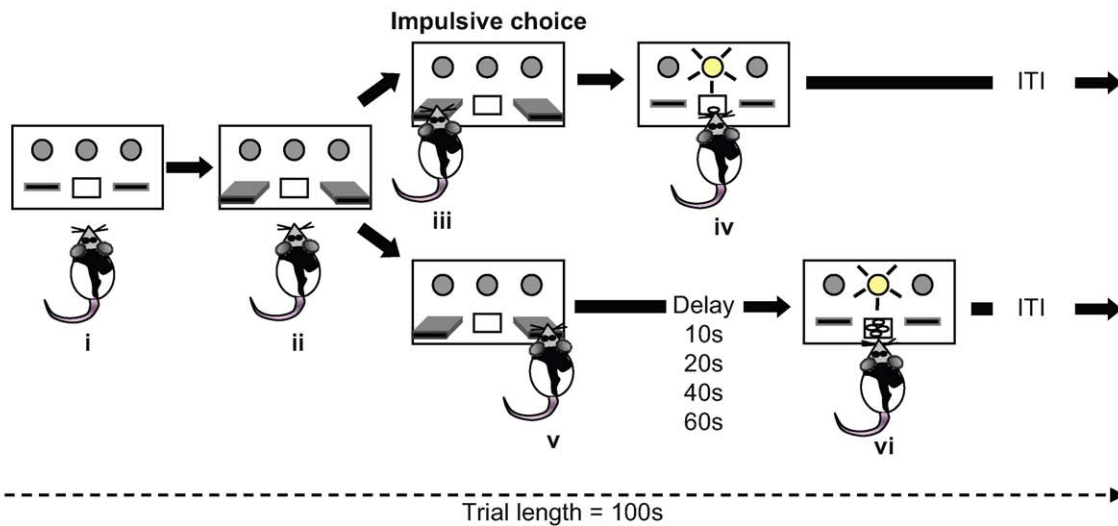 Impulsive choice
ITI
iii
iv
i
ii
Delay
10s
20s
40s
60s
ITI
v
vi
Trial length = 100s